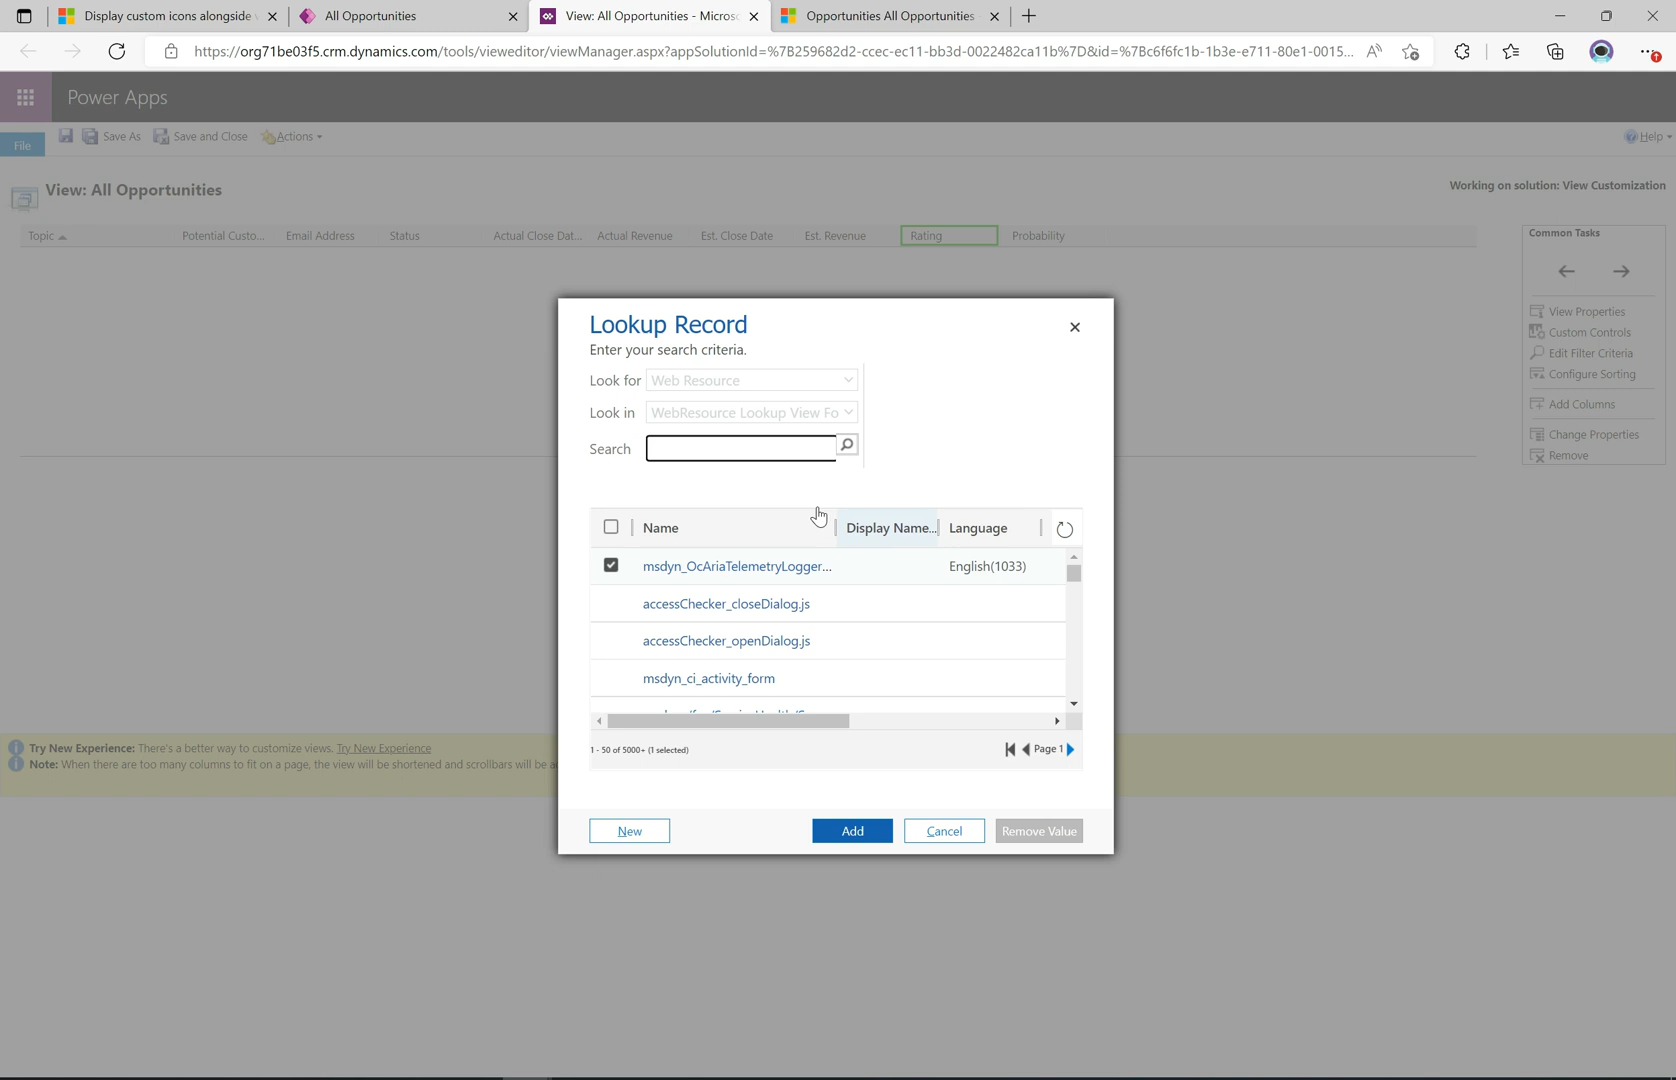 Display custom icons alongside
All Opportunities
View: All Opportunities - Micros
Opportunities All Opportunities
https://org71be03f5.crm.dynamics.com/tools/vieweditor/viewManager.aspx?appSolutionId=%7B259682d2-ccec-ec11-bb3d-0022482ca11b%7D&id=%7Bc6f6fc1b-1b3e-e711-80e1-0015...
Power Apps
File
Save As
Save and Close
Actions
Help
View: All Opportunities
Working on solution: View Customization
Topic
Potential Custo...
Email Address
Status
Actual Close Dat...
Actual Revenue
Est. Close Date
Est. Revenue
Rating
Probability
Common Tasks
View Properties
Custom Controls
Edit Filter Criteria
Configure Sorting
Add Columns
Change Properties
Remove
Lookup Record
Enter your search criteria.
Look for Web Resource
Look in WebResource Lookup View Fo
Search
Name
Display Name...
Language
msdyn_OcAriaTelemetryLogger...
English(1033)
accessChecker_closeDialog.js
accessChecker_openDialog.js
msdyn_ci_activity_form
1 - 50 of 5000+ (1 selected)
Page 1
New
Add
Cancel
Remove Value
Try New Experience: There's a better way to customize views. Try New Experience
Note: When there are too many columns to fit on a page, the view will be shortened and scrollbars will be